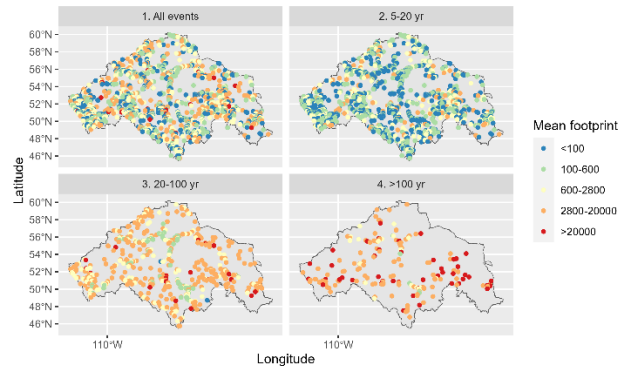 1. All events
2. 5-20 yr
60°N
58°N
56°N
54°N
52°N
50°N
48°N
46°N
3. 20-100 yr
4. >100 yr
60°N
58°N
56°N
54°N
52°N
50°N
48°N
46°N
110°W
110°W
Latitude
Longitude
Mean footprint
<100
100-600
600-2800
2800-20000
>20000